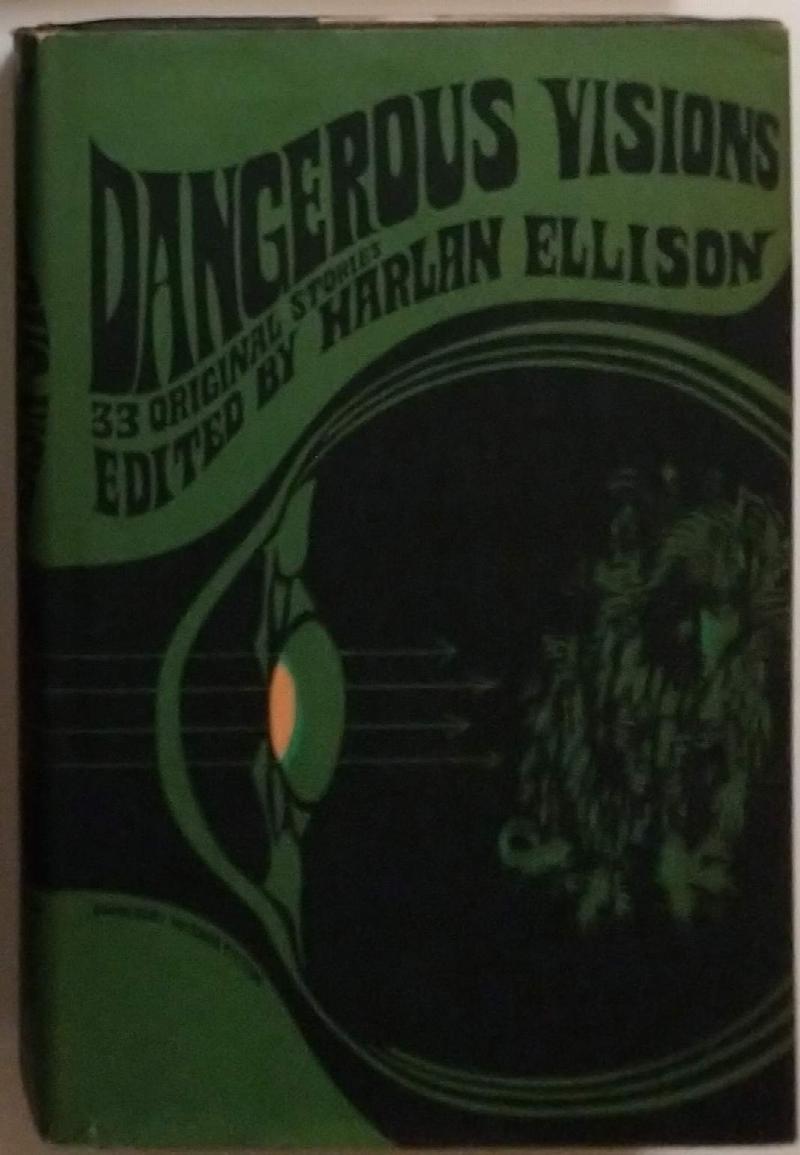 DANGEROUS VISIONS
33 ORIGINAL STORIES
EDITED BY HARLAN ELLISON